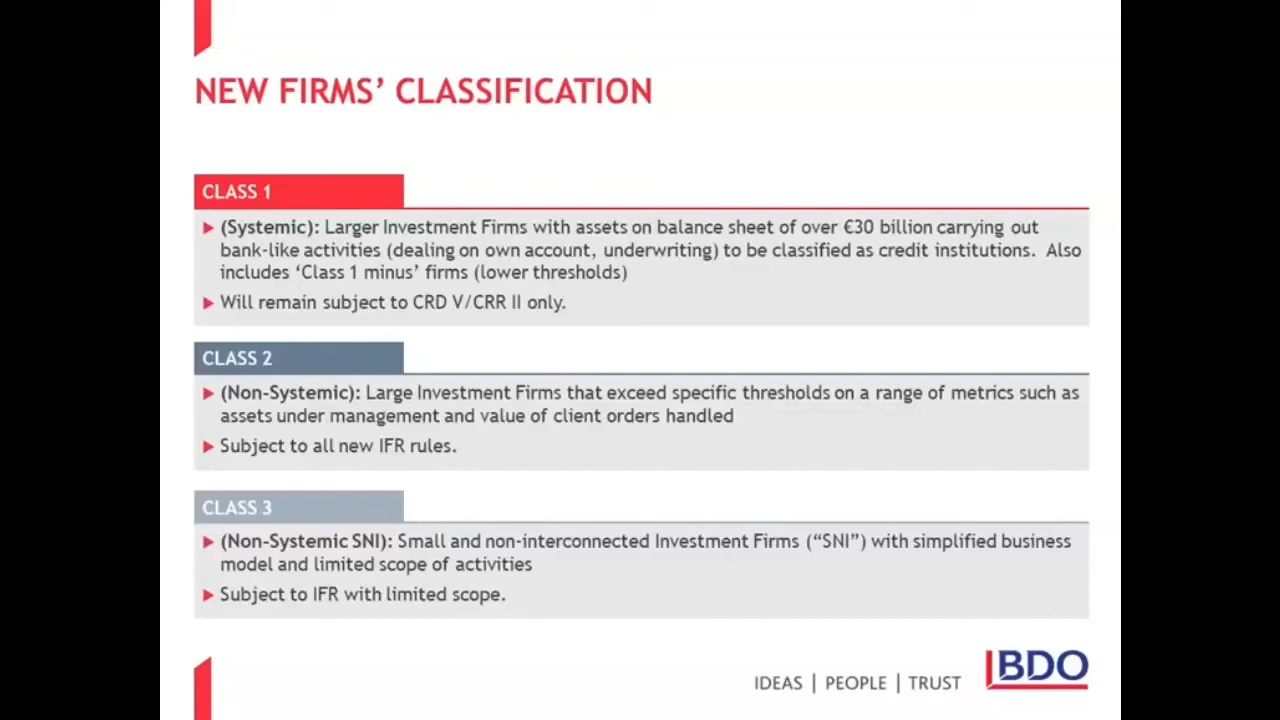 NEW FIRMS’ CLASSIFICATION
CLASS 1
(Systemic): Larger Investment Firms with assets on balance sheet of over €30 billion carrying out
bank-like activities (dealing on own account, underwriting) to be classified as credit institutions. Also
includes ‘Class 1 minus’ firms (lower thresholds)
Will remain subject to CRD V/CRR II only.
CLASS 2
(Non-Systemic): Large Investment Firms that exceed specific thresholds on a range of metrics such as
assets under management and value of client orders handled
Subject to all new IFR rules.
CLASS 3
(Non-Systemic SNI): Small and non-interconnected Investment Firms (“SNI”) with simplified business
model and limited scope of activities
Subject to IFR with limited scope.
IDEAS | PEOPLE | TRUST
BDO